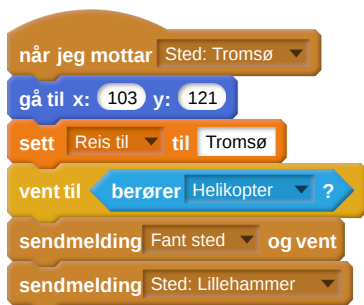 når jeg mottar Sted: Tromsø
gå til x: 103 y: 121
sett Reis til til Tromsø
vent til berører Helikopter ?
sendmelding Fant sted og vent
sendmelding Sted: Lillehammer